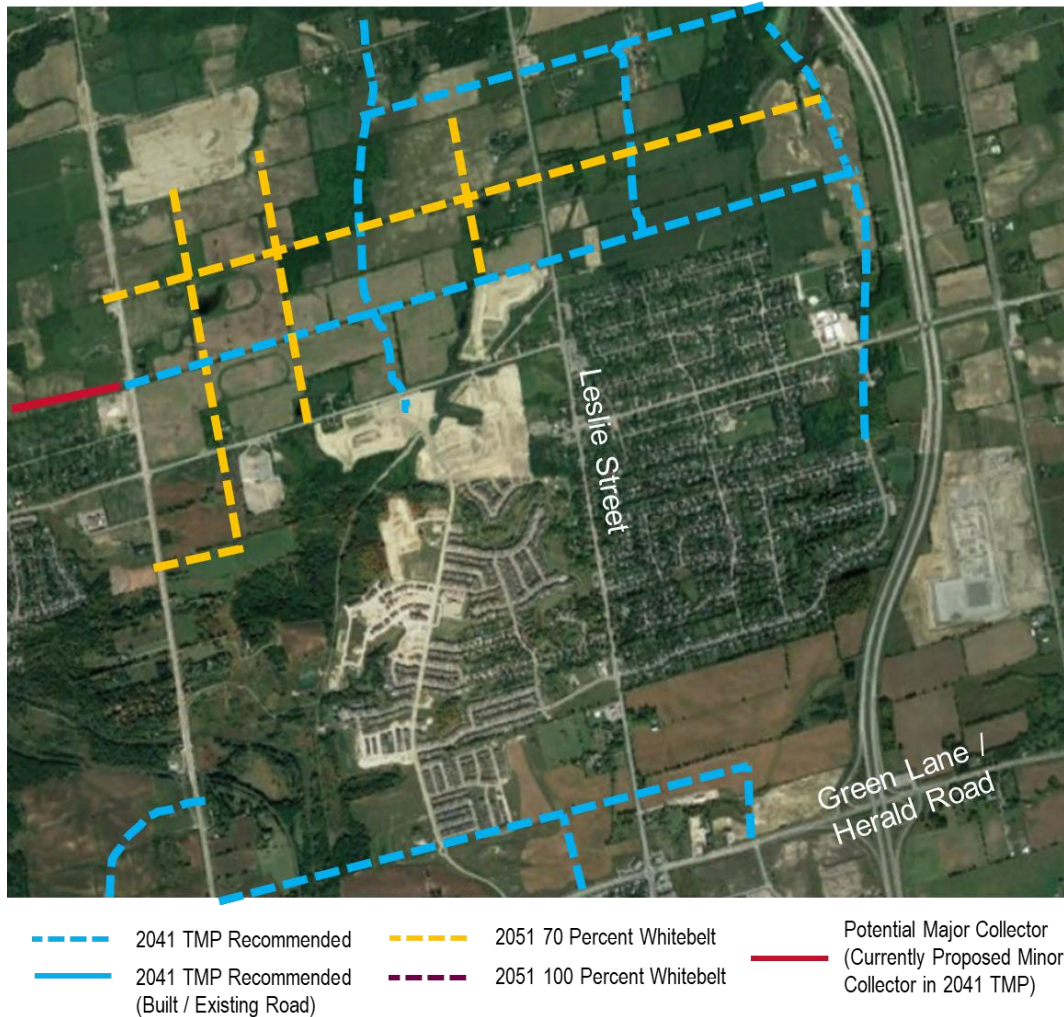 Leslie Street
Green Lane /
Herald Road
2041 TMP Recommended
2041 TMP Recommended
(Built / Existing Road)
2051 70 Percent Whitebelt
2051 100 Percent Whitebelt
Potential Major Collector
(Currently Proposed Minor
Collector in 2041 TMP)